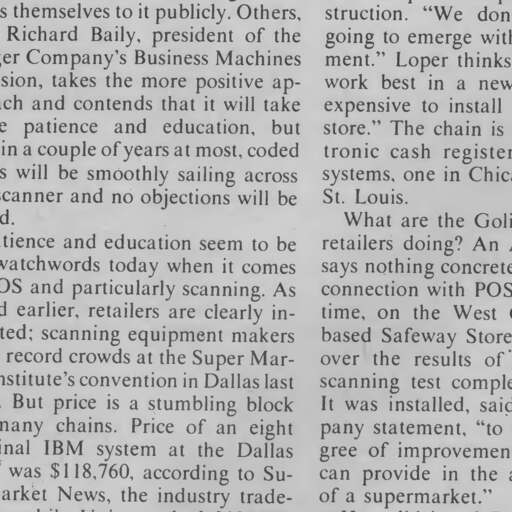 s themselves to it publicly. Others,
Richard Baily, president of the
ger Company's Business Machines
sion, takes the more positive ap-
ach and contends that it will take
e patience and education, but
in a couple of years at most, coded
s will be smoothly sailing across
scanner and no objections will be
d.
tience and education seem to be
watchwords today when it comes
OS and particularly scanning. As
d earlier, retailers are clearly in-
ted; scanning equipment makers
record crowds at the Super Mar-
nstitute's convention in Dallas last
. But price is a stumbling block
many chains. Price of an eight
inal IBM system at the Dallas
was $118,760, according to Su-
arket News, the industry trade-
struction. "We don
going to emerge with
ment." Loper thinks
work best in a new
expensive to install
store." The chain is
tronic cash register
systems, one in Chica
St. Louis.
What are the Goli
retailers doing? An A
says nothing concrete
connection with POS
time, on the West C
based Safeway Store
over the results of
scanning test comple
It was installed, said
pany statement, "to
gree of improvemen
can provide in the a
of a supermarket."